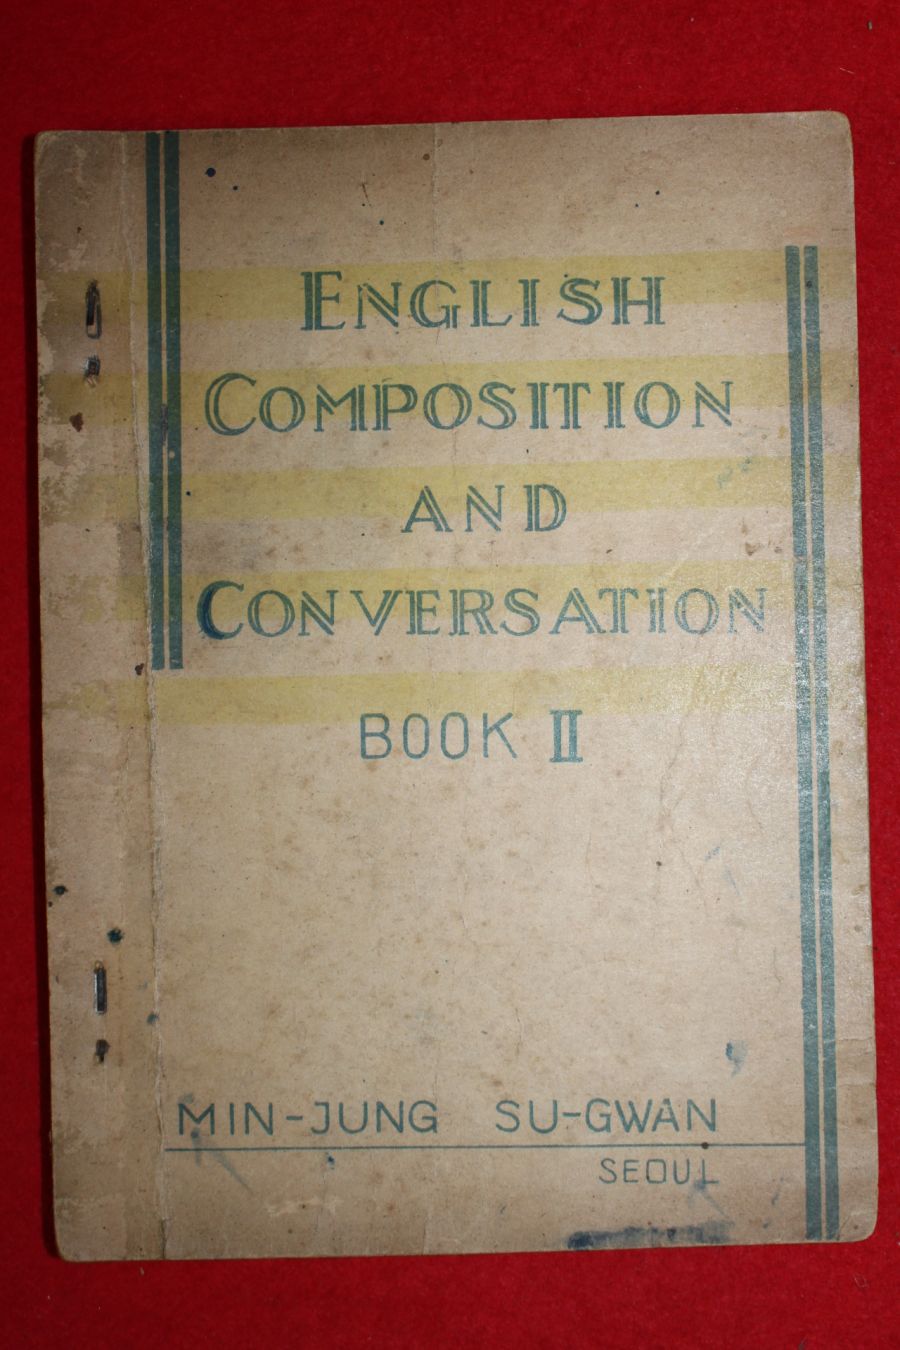 ENGLISH
COMPOSITION
AND
CONVERSATION
BOOK II
MIN-JUNG SU-GWAN
SEOUL